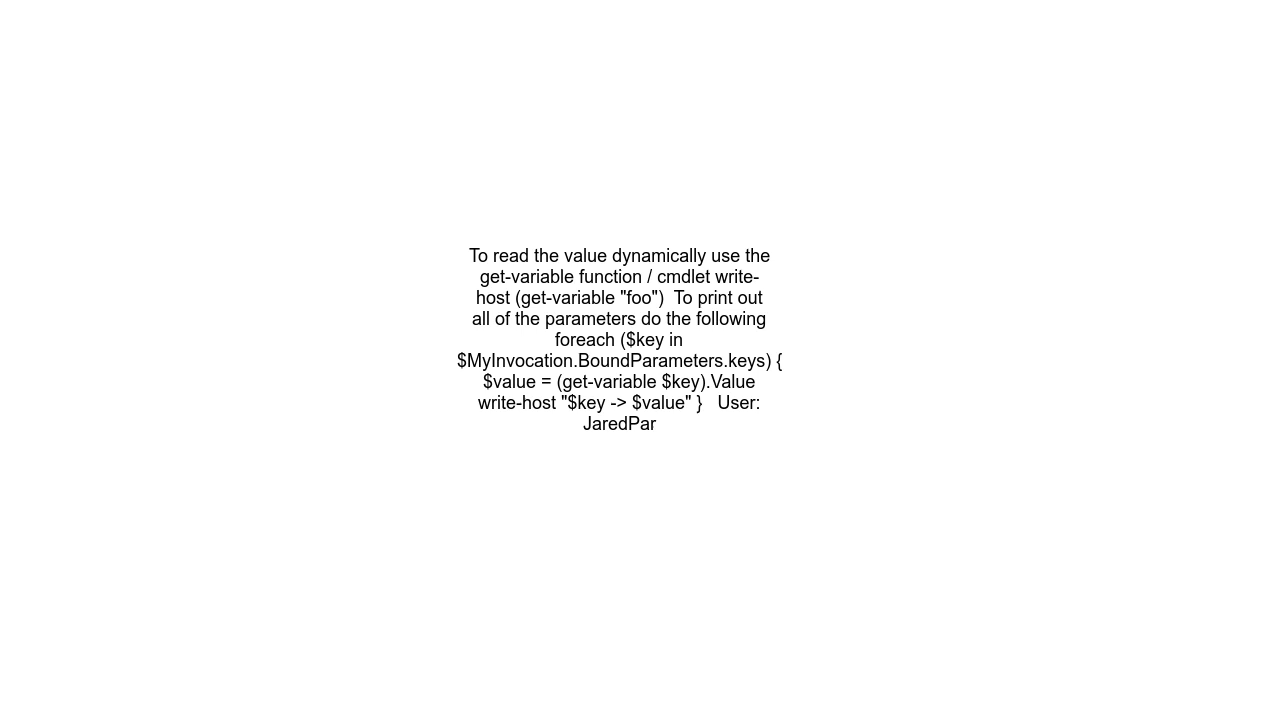 To read the value dynamically use the
get-variable function / cmdlet write-
host (get-variable "foo")  To print out
all of the parameters do the following
foreach ($key in
$MyInvocation.BoundParameters.keys) {
$value = (get-variable $key).Value
write-host "$key -> $value" }   User:
JaredPar